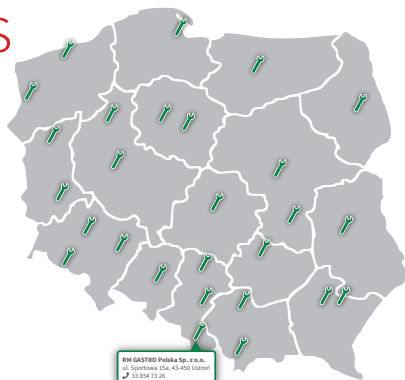 S
RM GASTRO Polska Sp. z o.o.
ul. Sportowa 15a, 43-450 Ustroń
33 854 73 26